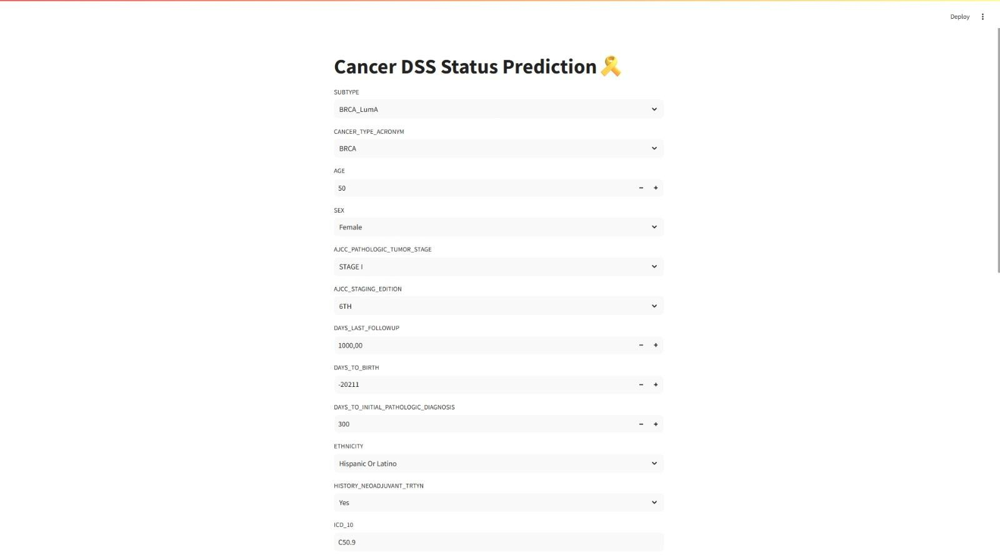 Deploy
Cancer DSS Status Prediction
SUBTYPE
BRCA_LumA
CANCER_TYPE_ACRONYM
BRCA
AGE
50
SEX
Female
AJCC_PATHOLOGIC_TUMOR_STAGE
STAGE I
AJCC_STAGING_EDITION
6TH
DAYS_LAST_FOLLOWUP
1000,00
DAYS_TO_BIRTH
-20211
DAYS_TO_INITIAL_PATHOLOGIC_DIAGNOSIS
300
ETHNICITY
Hispanic Or Latino
HISTORY_NEOADJUVANT_TRTYN
Yes
ICD_10
C50.9